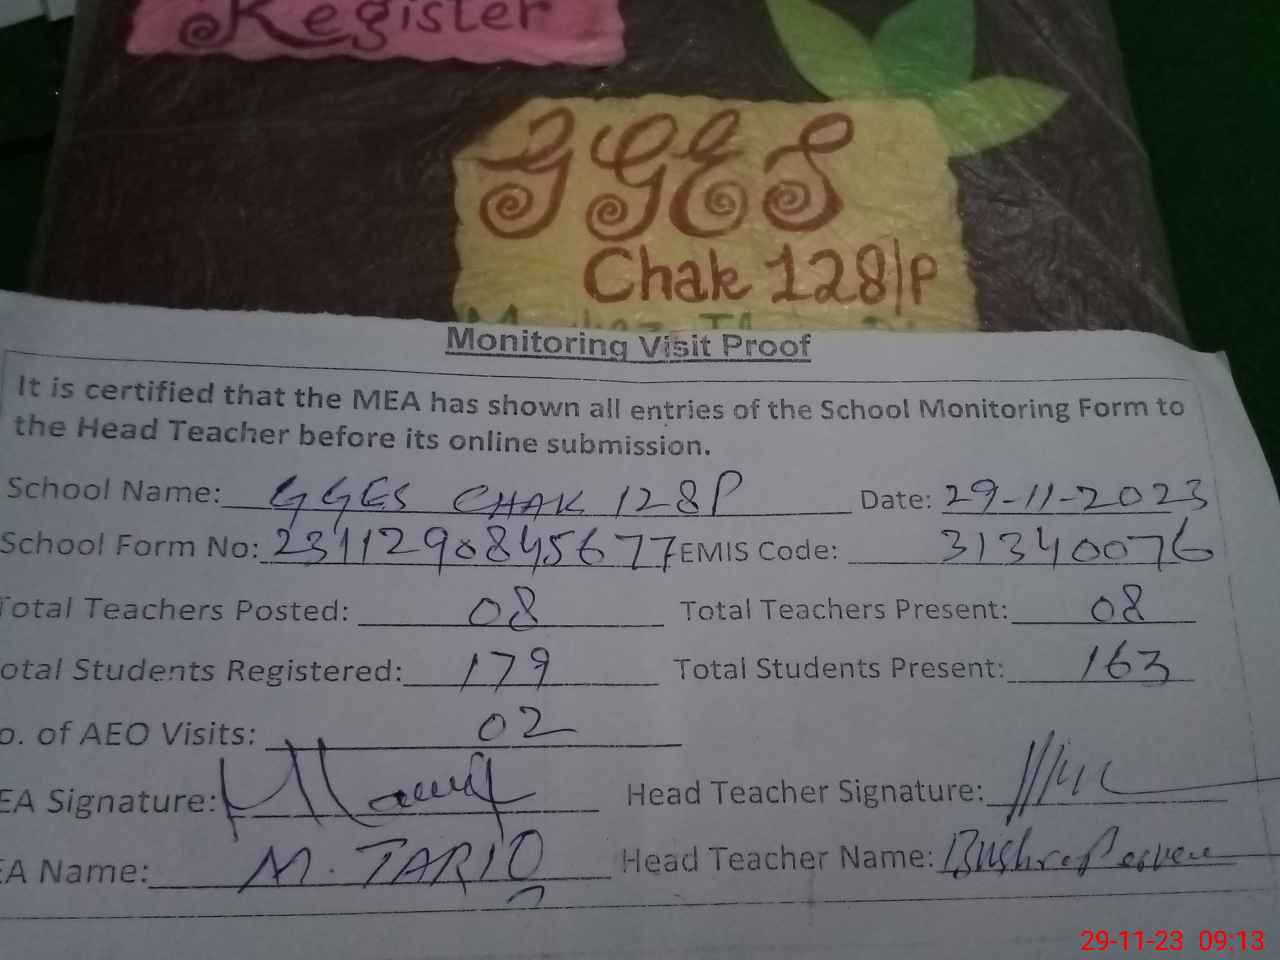 Register
GGES
Chak 128/P
Monitoring Visit Proof
It is certified that the MEA has shown all entries of the School Monitoring Form to
the Head Teacher before its online submission.
School Name: GGES CHAK 128P Date: 29-11-2023
School Form No: 231129084567 7 EMIS Code: 31340076
Total Teachers Posted: 08 Total Teachers Present: 08
otal Students Registered: 179 Total Students Present: 163
o. of AEO Visits: 02
EA Signature: Head Teacher Signature:
EA Name: M. TARIQ Head Teacher Name: Bushra Parveen
29-11-23 09:13